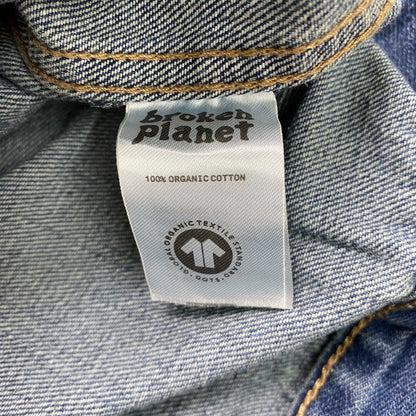 broken
planet
100% ORGANIC COTTON
GLOBAL ORGANIC TEXTILE STANDARD · GOTS ·